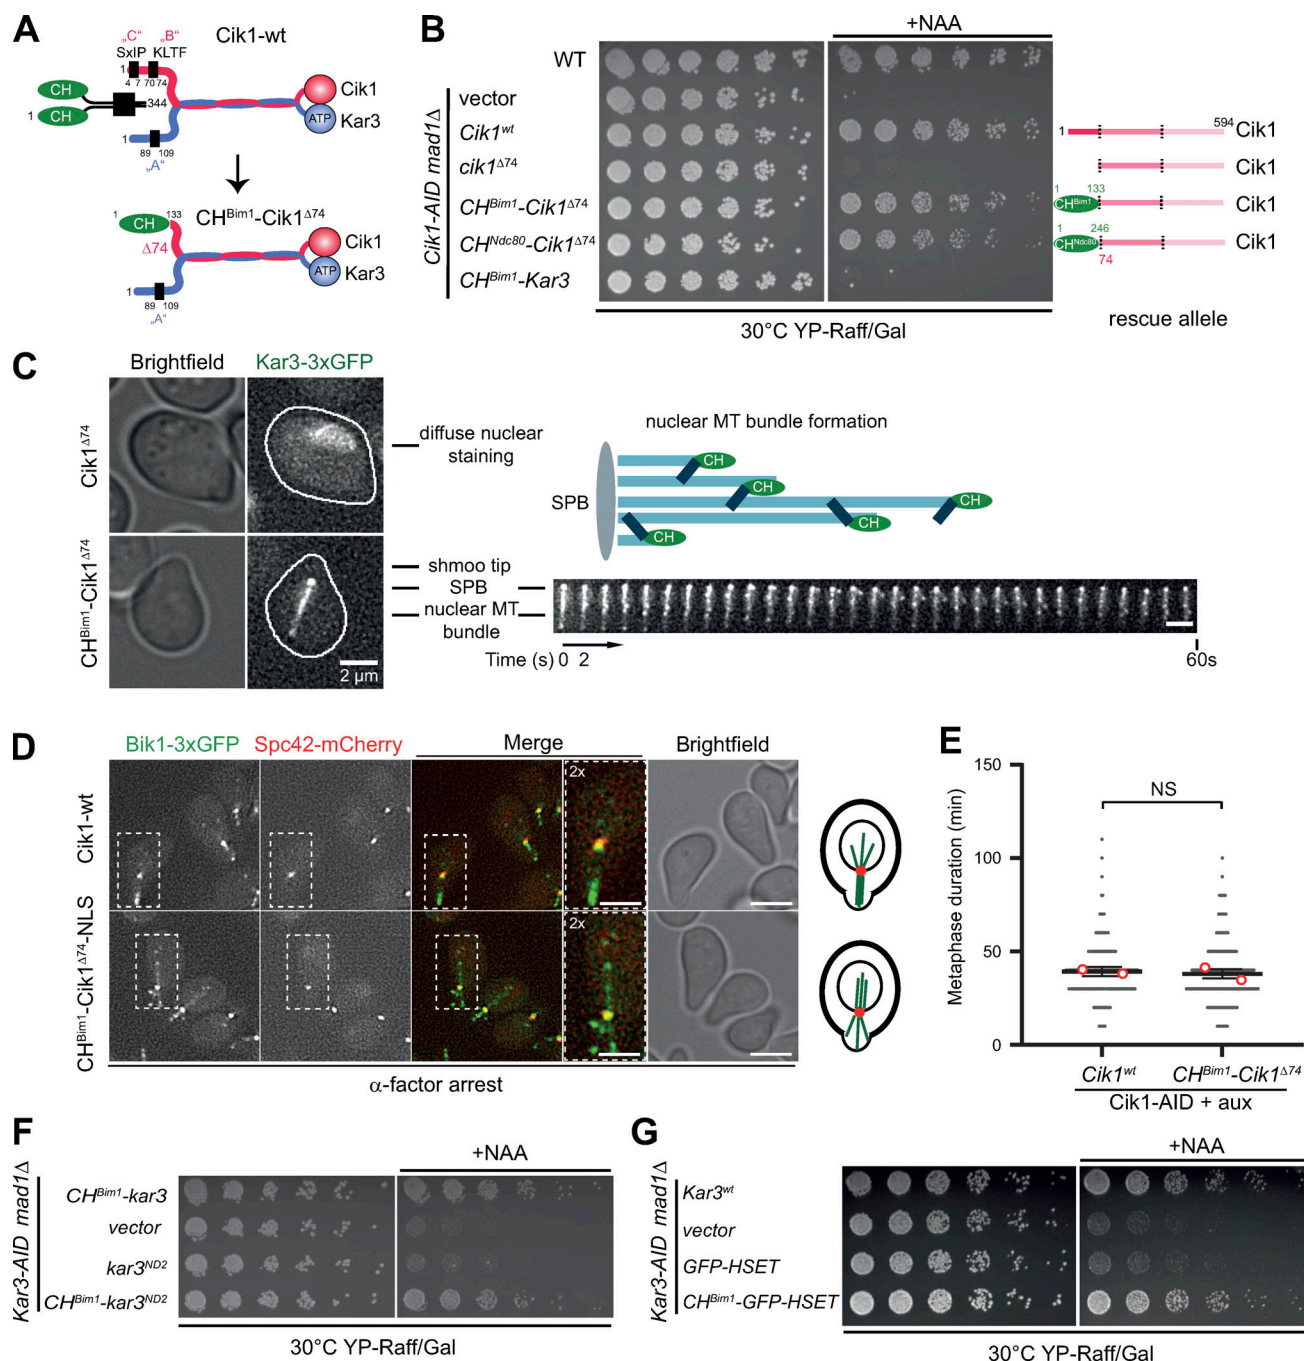 A
Cik1-wt
„C“ „B“
SxIP KLTF
1
4 7 70 74
CH
CH
1
344
1
89 109
„A“
Cik1
ATP
Kar3
CHBim1-Cik1Δ74
1
CH
133
Δ74
Cik1
ATP
Kar3
1
89 109
„A“
B
+NAA
WT
Cik1-AID mad1Δ
vector
Cik1wt
cik1Δ74
CHBim1-Cik1Δ74
CHNdc80-Cik1Δ74
CHBim1-Kar3
30°C YP-Raff/Gal
1 594 Cik1
Cik1
1 133
CHBim1 Cik1
1 246
CHNdc80 Cik1
74
rescue allele
C
Brightfield Kar3-3xGFP
Cik1Δ74
CHBim1-Cik1Δ74
2 µm
diffuse nuclear
staining
shmoo tip
SPB
nuclear MT
bundle
nuclear MT bundle formation
SPB
CH
CH
CH
CH
CH
Time (s) 0 2
60s
D
Bik1-3xGFP Spc42-mCherry Merge Brightfield
Cik1-wt
2x
CHBim1-Cik1Δ74-NLS
2x
α-factor arrest
E
Metaphase duration (min)
150
100
50
0
NS
Cik1wt CHBim1-Cik1Δ74
Cik1-AID + aux
F
+NAA
Kar3-AID mad1Δ
CHBim1-kar3
vector
kar3ND2
CHBim1-kar3ND2
30°C YP-Raff/Gal
G
+NAA
Kar3-AID mad1Δ
Kar3wt
vector
GFP-HSET
CHBim1-GFP-HSET
30°C YP-Raff/Gal